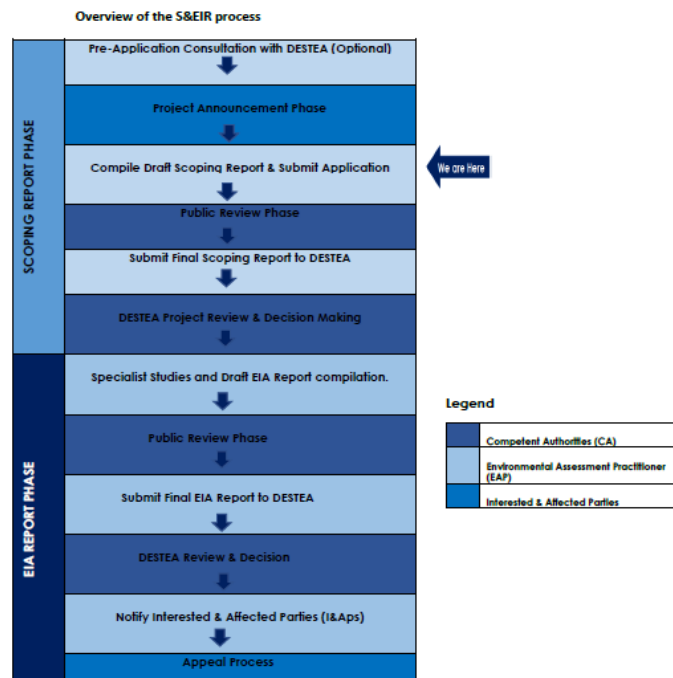 Overview of the S&EIR process
SCOPING REPORT PHASE
Pre-Application Consultation with DESTEA (Optional)
Project Announcement Phase
Compile Draft Scoping Report & Submit Application
We are Here
Public Review Phase
Submit Final Scoping Report to DESTEA
DESTEA Project Review & Decision Making
EIA REPORT PHASE
Specialist Studies and Draft EIA Report compilation.
Public Review Phase
Submit Final EIA Report to DESTEA
DESTEA Review & Decision
Notify Interested & Affected Parties (I&Aps)
Appeal Process
Legend
Competent Authorities (CA)
Environmental Assessment Practitioner
(EAP)
Interested & Affected Parties